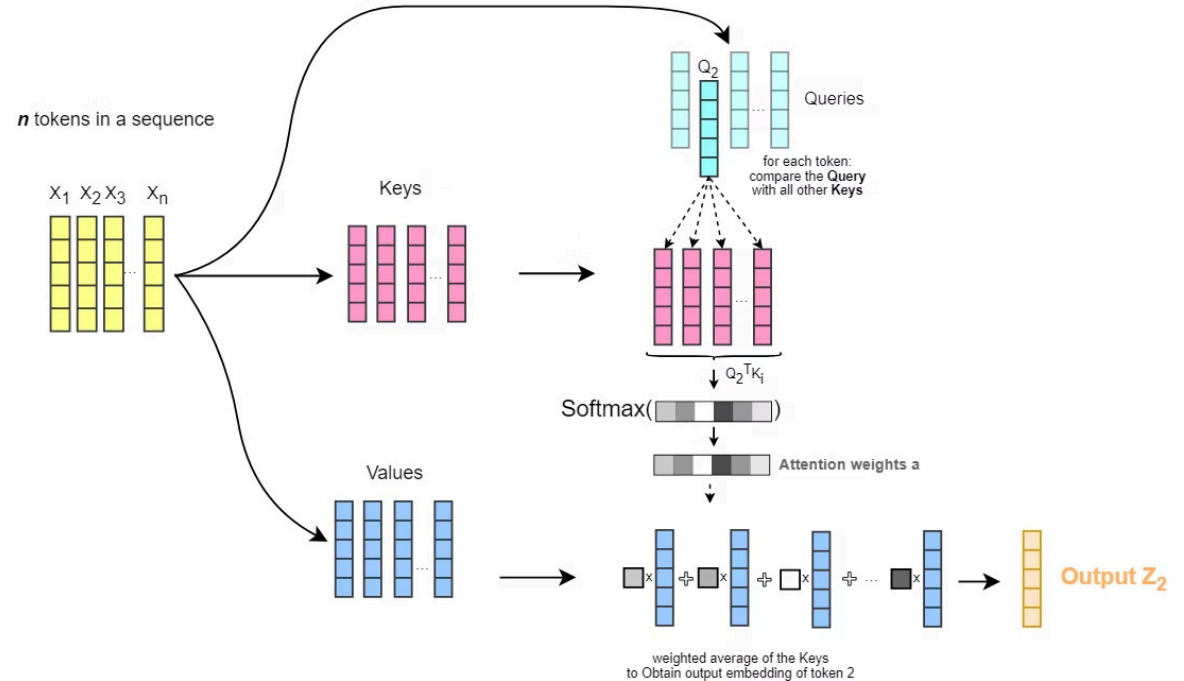 n tokens in a sequence
X1 X2 X3 Xn
...
Keys
...
Values
...
Q2
...
Queries
for each token:
compare the Query
with all other Keys
...
Q2TKi
Softmax( )
Attention weights a
x + x + x + ... x
Output Z2
weighted average of the Keys
to Obtain output embedding of token 2